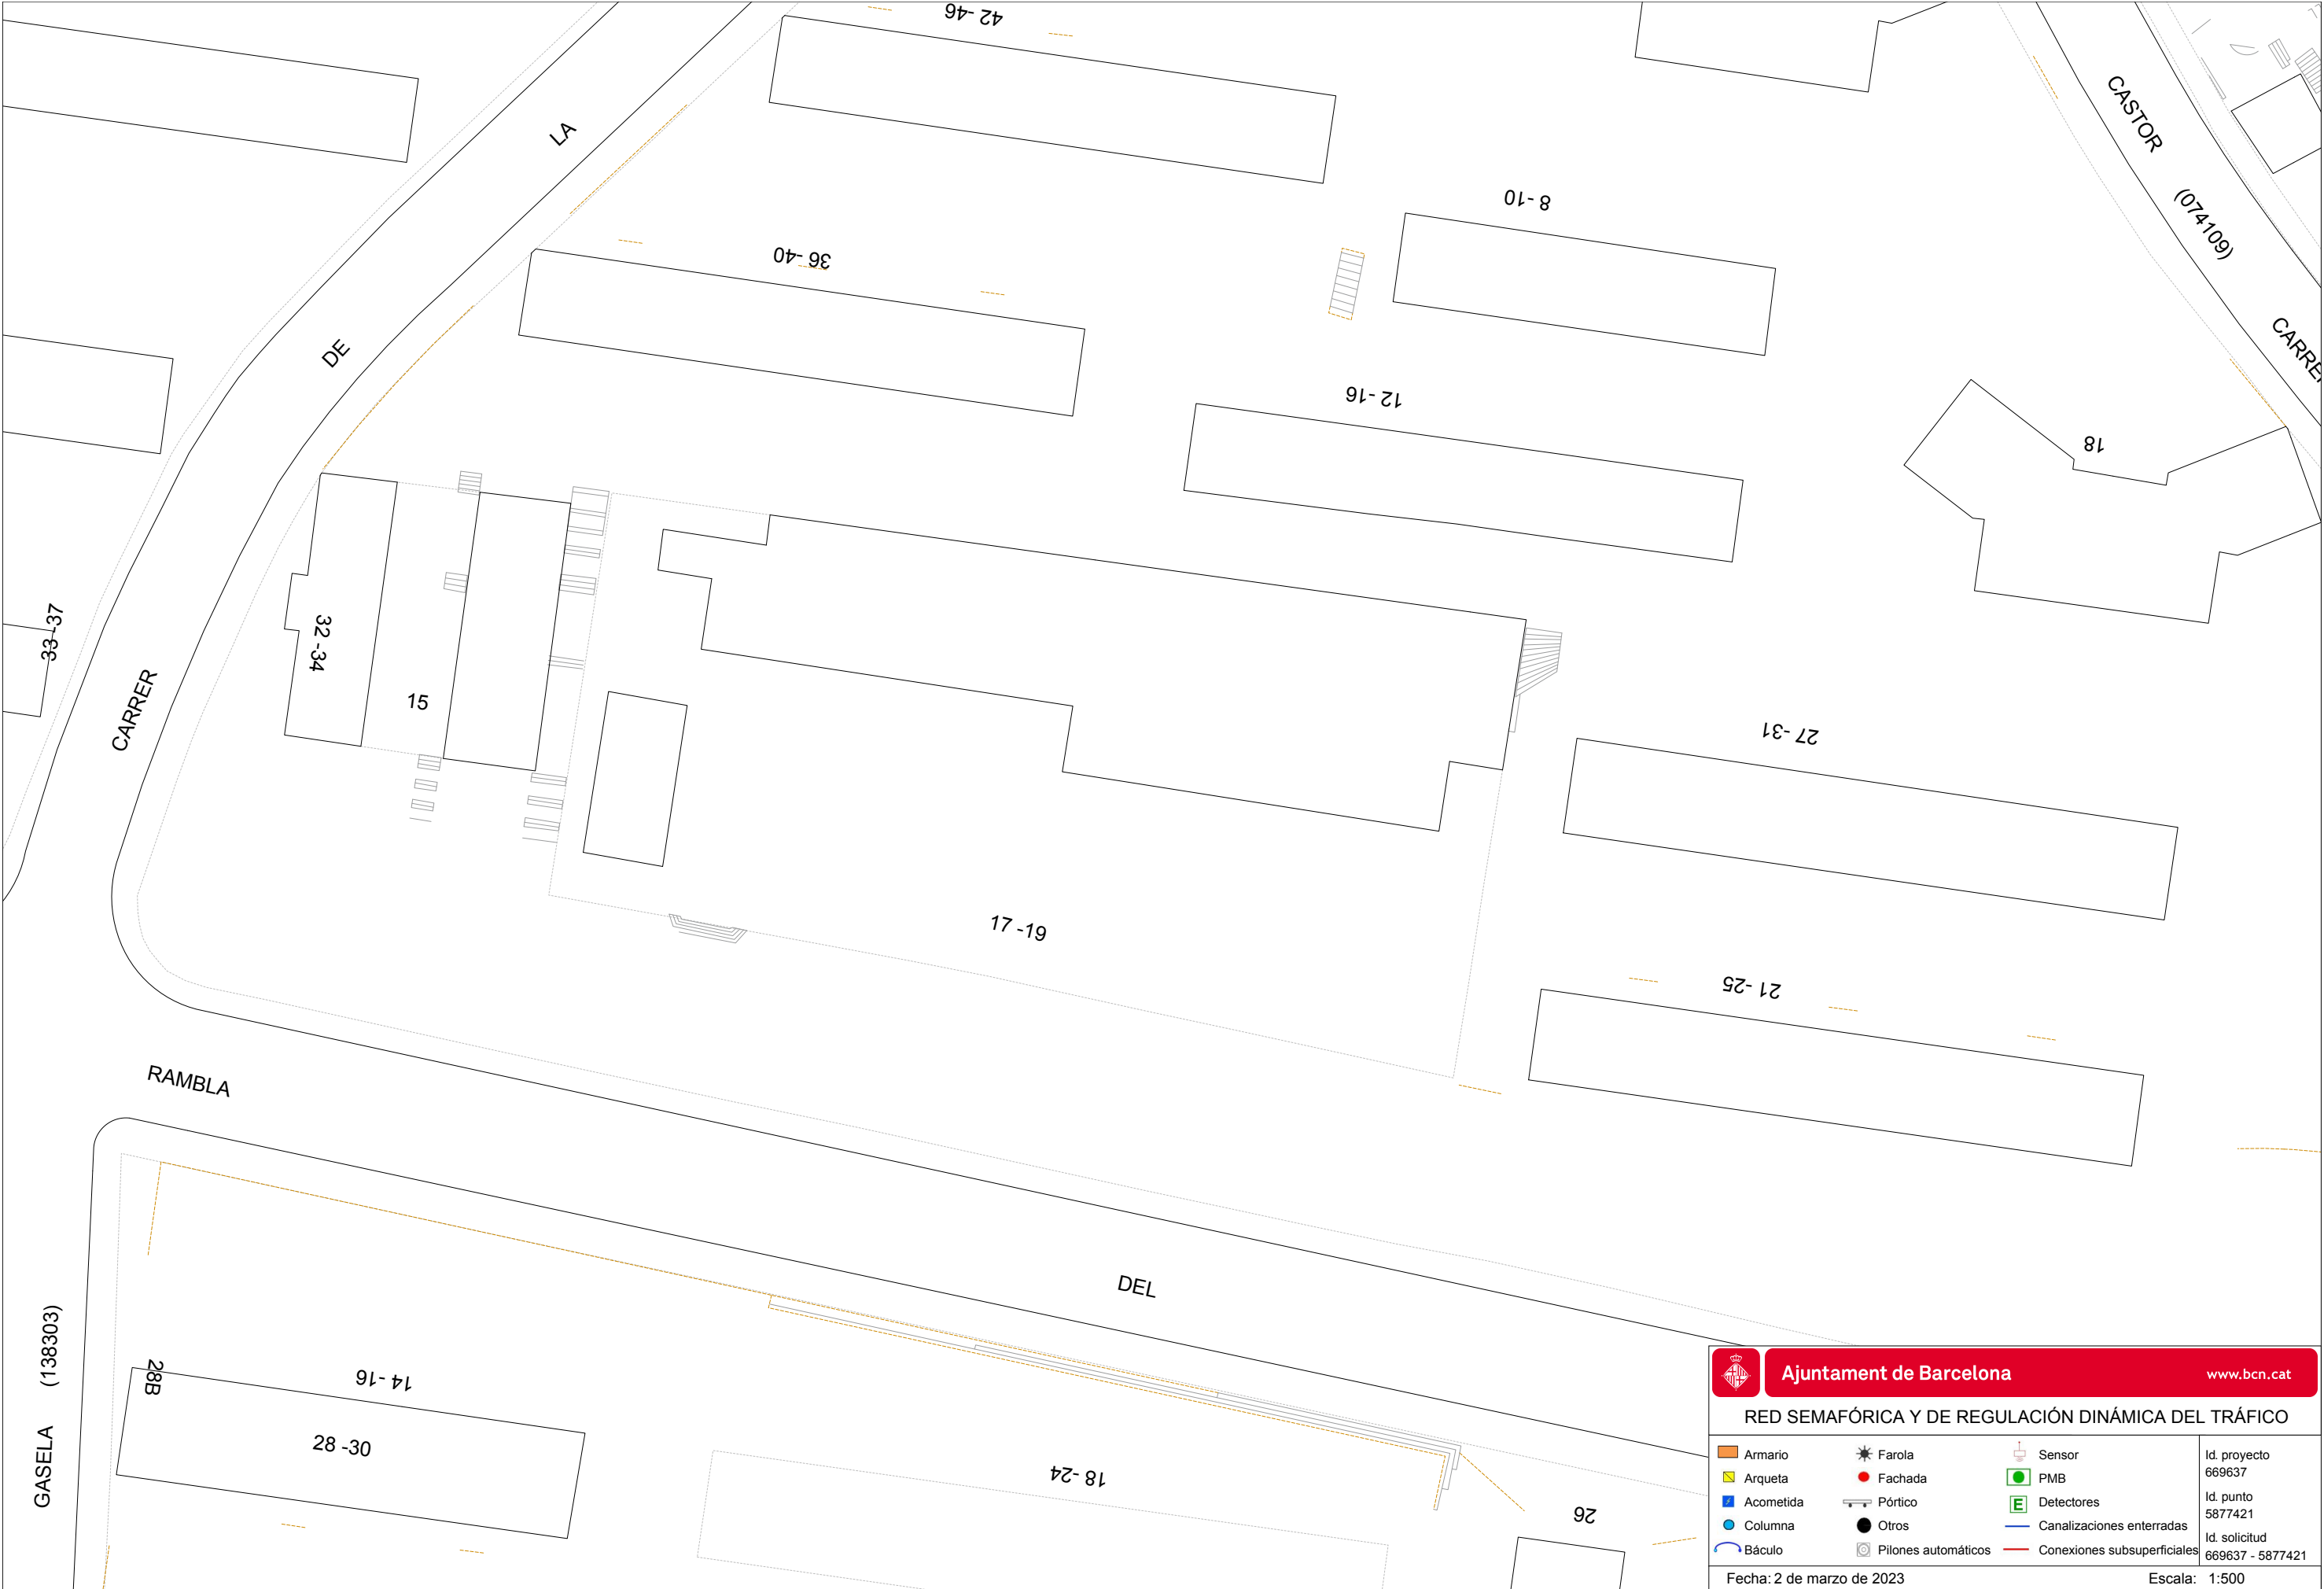 42 -46
LA
CASTOR
(074109)
8 -10
36 -40
DE
12 -16
18
33 -37
32 -34
15
CARRER
27 -31
17 -19
21 -25
RAMBLA
DEL
(138303)
GASELA
28B
14 -16
28 -30
18 -24
26
Ajuntament de Barcelona
www.bcn.cat
RED SEMAFÓRICA Y DE REGULACIÓN DINÁMICA DEL TRÁFICO
Armario
Arqueta
Acometida
Columna
Báculo
Farola
Fachada
Pórtico
Otros
Pilones automáticos
Sensor
PMB
E Detectores
Canalizaciones enterradas
Conexiones subsuperficiales
Id. proyecto
669637
Id. punto
5877421
Id. solicitud
669637 - 5877421
Fecha: 2 de marzo de 2023
Escala: 1:500